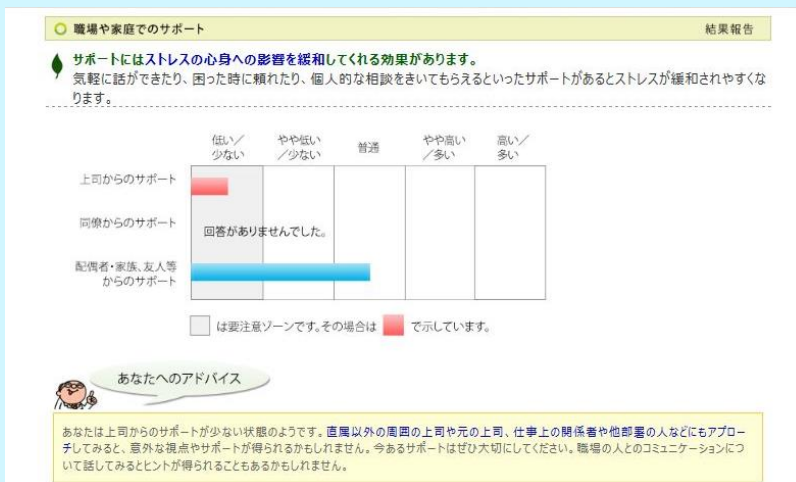 職場や家庭でのサポート 結果報告
サポートにはストレスの心身への影響を緩和してくれる効果があります。
気軽に話ができたり、困った時に頼れたり、個人的な相談をきいてもらえるといったサポートがあるとストレスが緩和されやすくな
ります。
低い/ やや低い 普通 やや高い 高い/
少ない /少ない /多い 多い
上司からのサポート
同僚からのサポート 回答がありませんでした。
配偶者・家族、友人等
からのサポート
は要注意ゾーンです。その場合は で示しています。
あなたへのアドバイス
あなたは上司からのサポートが少ない状態のようです。直属以外の周囲の上司や元の上司、仕事上の関係者や他部署の人などにもアプロー
チしてみると、意外な視点やサポートが得られるかもしれません。今あるサポートはぜひ大切にしてください。職場の人とのコミュニケーションにつ
いて話してみるとヒントが得られることもあるかもしれません。